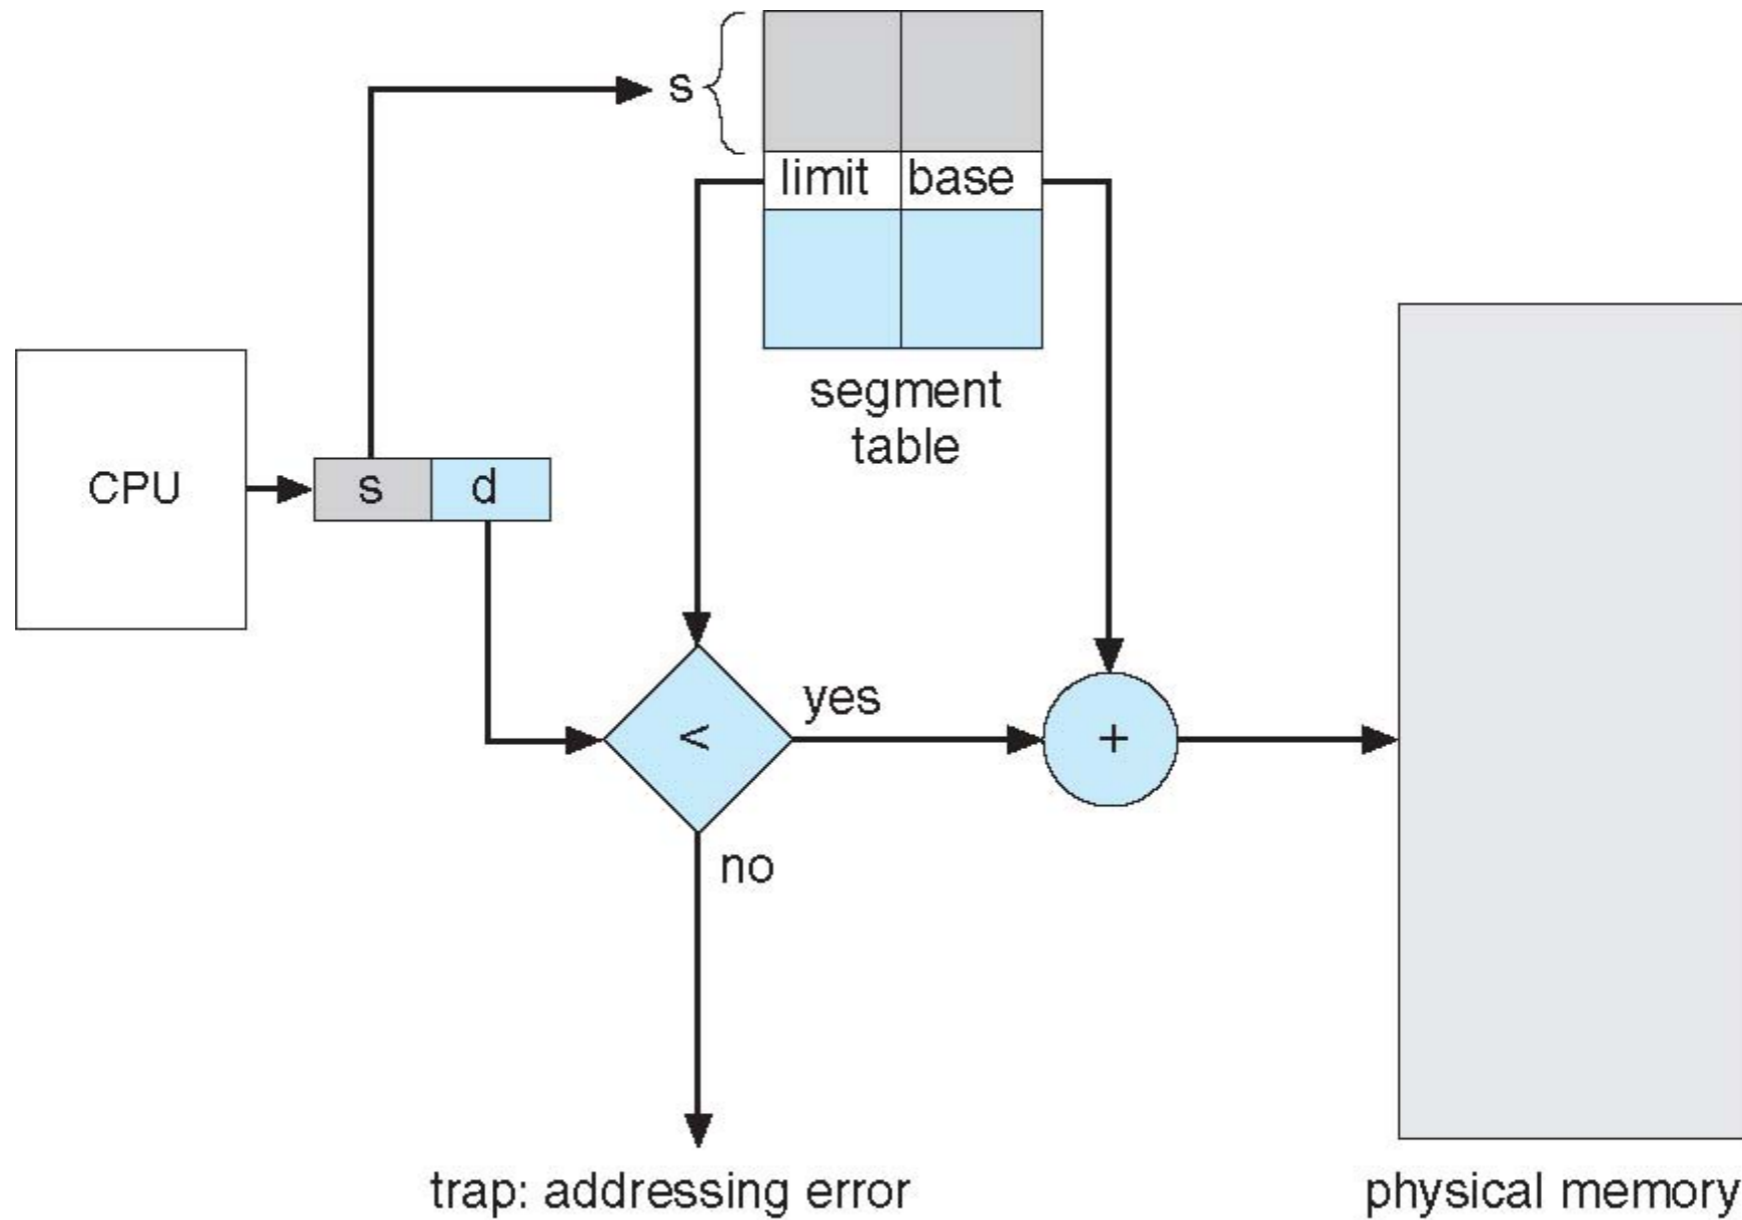 s
limit base
segment
table
CPU
s d
<
yes
+
no
trap: addressing error
physical memory